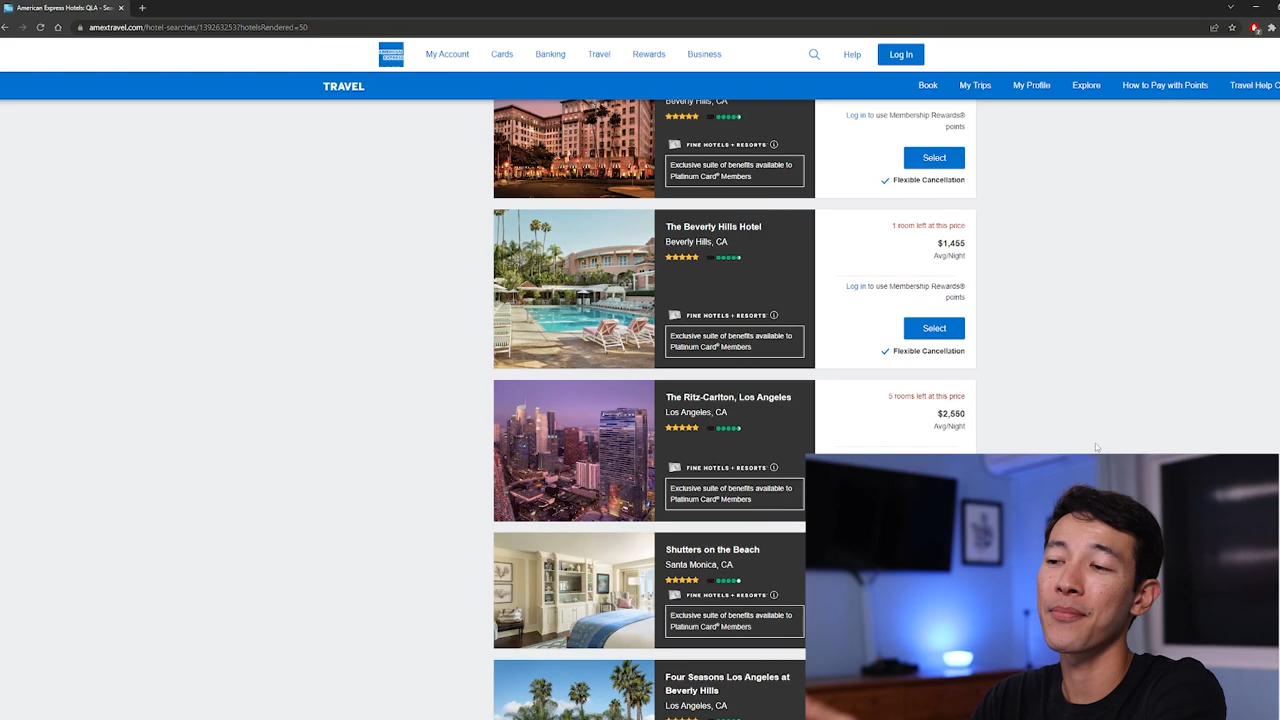 American Express Hotels: QLA - Sea
amextravel.com/hotel-searches/139263253?hotelsRendered=50
AMERICAN EXPRESS
My Account
Cards
Banking
Travel
Rewards
Business
Help
Log In
TRAVEL
Book
My Trips
My Profile
Explore
How to Pay with Points
Travel Help C
Beverly Hills, CA
FINE HOTELS + RESORTS®
Exclusive suite of benefits available to
Platinum Card® Members
Log in to use Membership Rewards®
points
Select
Flexible Cancellation
The Beverly Hills Hotel
Beverly Hills, CA
FINE HOTELS + RESORTS®
Exclusive suite of benefits available to
Platinum Card® Members
1 room left at this price
$1,455
Avg/Night
Log in to use Membership Rewards®
points
Select
Flexible Cancellation
The Ritz-Carlton, Los Angeles
Los Angeles, CA
FINE HOTELS + RESORTS®
Exclusive suite of benefits available to
Platinum Card® Members
5 rooms left at this price
$2,550
Avg/Night
Shutters on the Beach
Santa Monica, CA
FINE HOTELS + RESORTS®
Exclusive suite of benefits available to
Platinum Card® Members
Four Seasons Los Angeles at
Beverly Hills
Los Angeles, CA